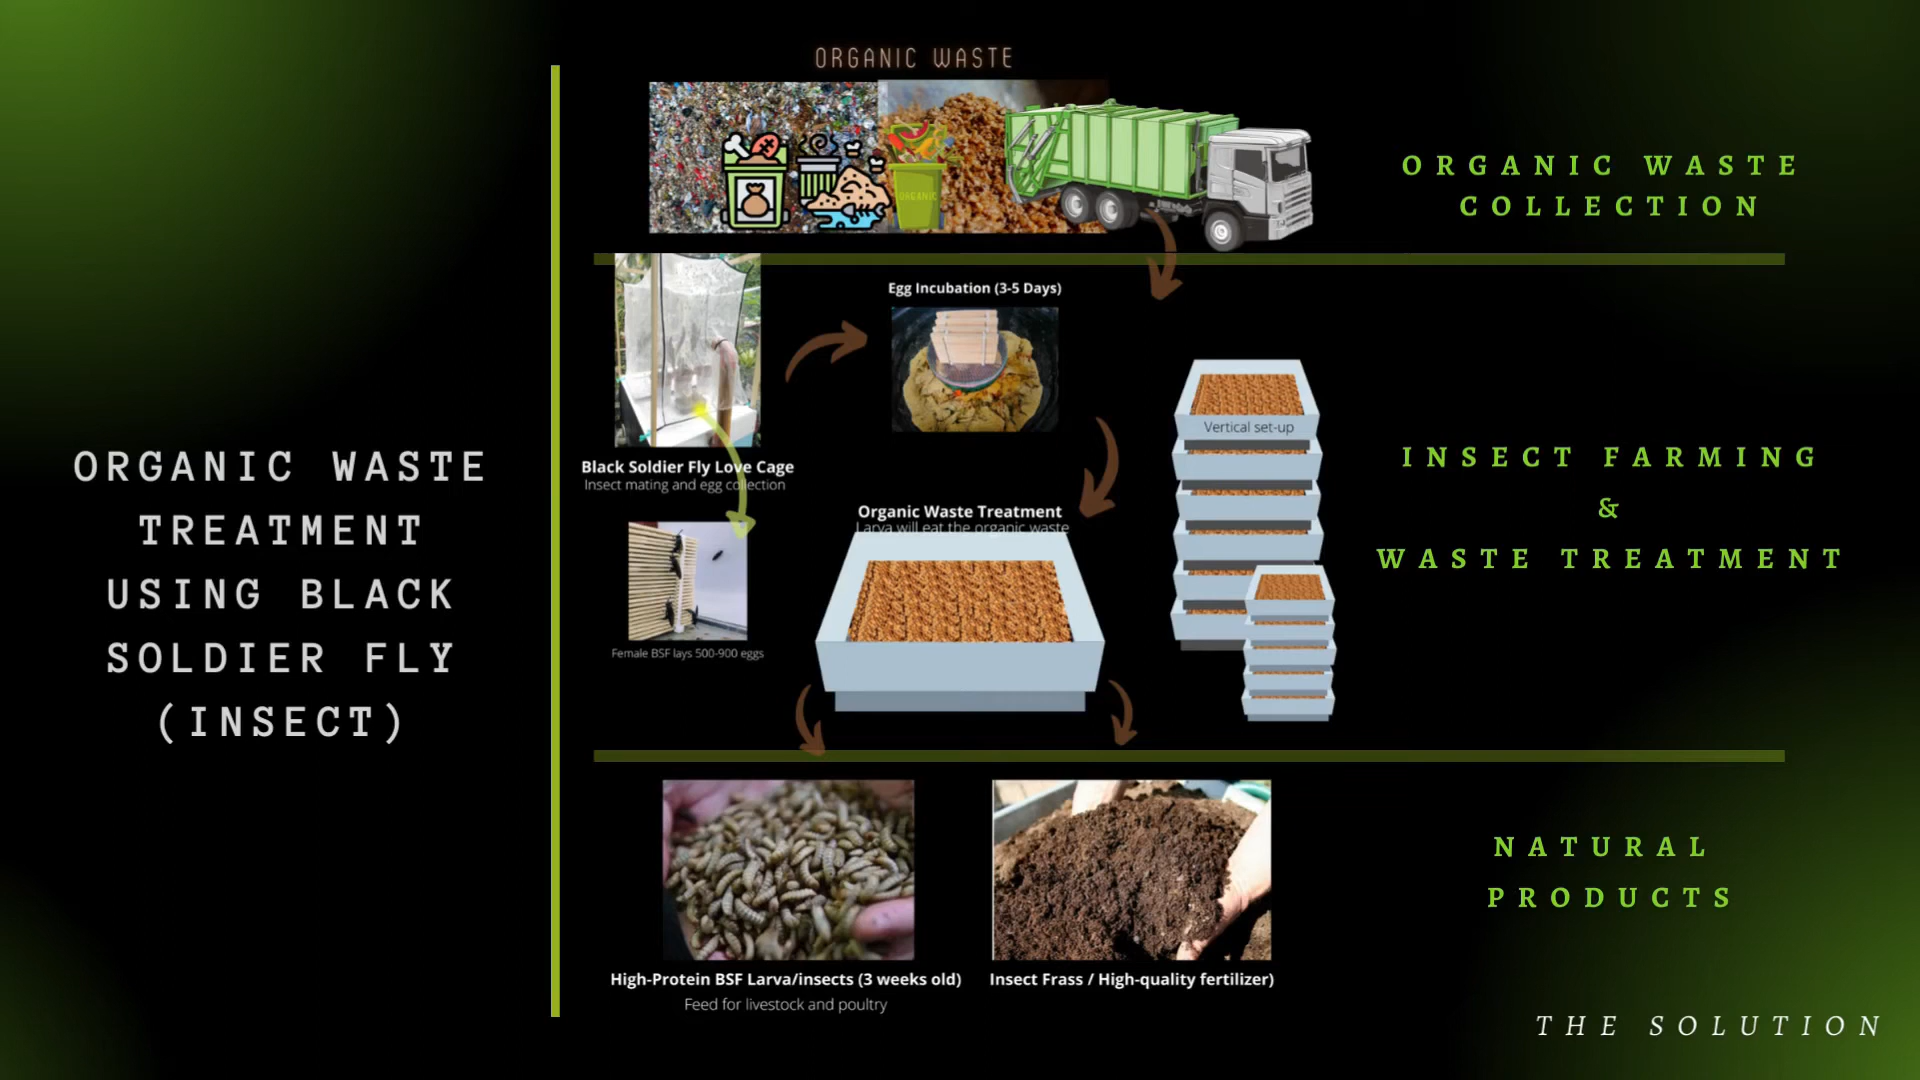 ORGANIC WASTE
TREATMENT
USING BLACK
SOLDIER FLY
(INSECT)
ORGANIC WASTE
ORGANIC
ORGANIC WASTE
COLLECTION
Egg Incubation (3-5 Days)
Black Soldier Fly Love Cage
Insect mating and egg collection
Female BSF lays 500-900 eggs
Organic Waste Treatment
Larva will eat the organic waste
Vertical set-up
INSECT FARMING
&
WASTE TREATMENT
High-Protein BSF Larva/insects (3 weeks old)
Feed for livestock and poultry
Insect Frass / High-quality fertilizer)
NATURAL
PRODUCTS
THE SOLUTION